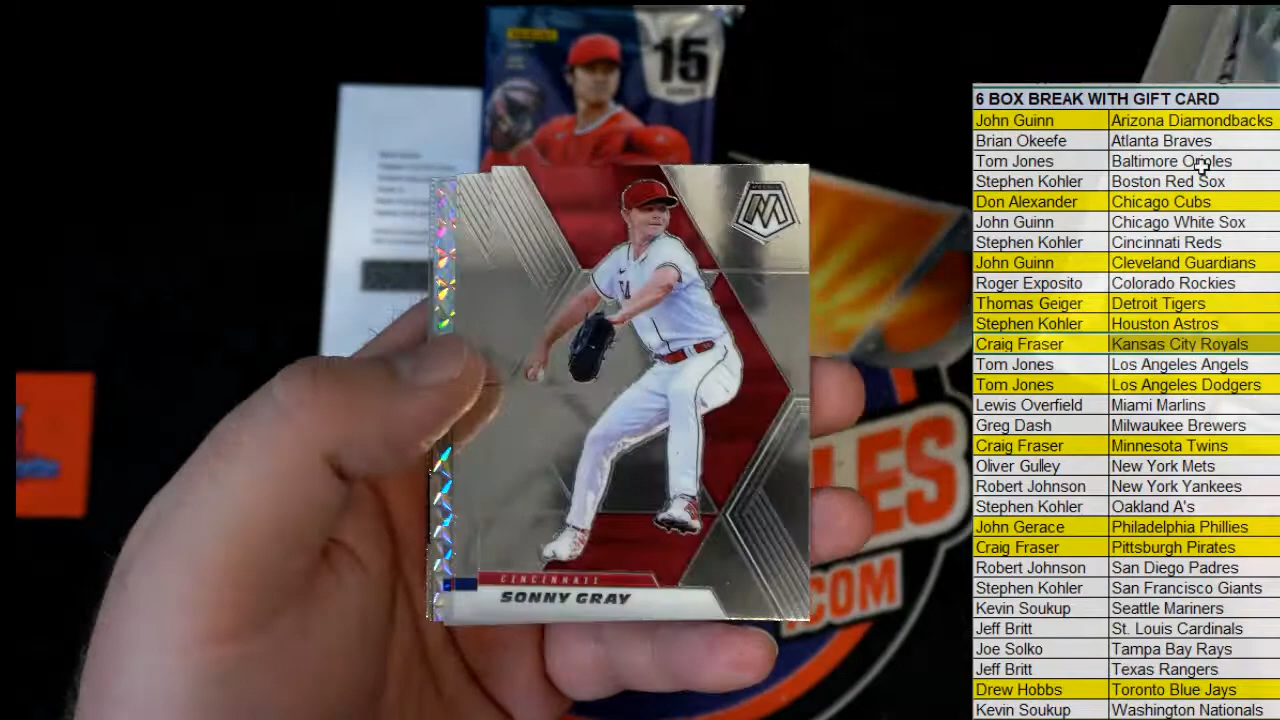 15
M
CINCINNATI
SONNY GRAY
LES
.COM
6 BOX BREAK WITH GIFT CARD
John Guinn Arizona Diamondbacks
Brian Okeefe Atlanta Braves
Tom Jones Baltimore Orioles
Stephen Kohler Boston Red Sox
Don Alexander Chicago Cubs
John Guinn Chicago White Sox
Stephen Kohler Cincinnati Reds
John Guinn Cleveland Guardians
Roger Exposito Colorado Rockies
Thomas Geiger Detroit Tigers
Stephen Kohler Houston Astros
Craig Fraser Kansas City Royals
Tom Jones Los Angeles Angels
Tom Jones Los Angeles Dodgers
Lewis Overfield Miami Marlins
Greg Dash Milwaukee Brewers
Craig Fraser Minnesota Twins
Oliver Gulley New York Mets
Robert Johnson New York Yankees
Stephen Kohler Oakland A's
John Gerace Philadelphia Phillies
Craig Fraser Pittsburgh Pirates
Robert Johnson San Diego Padres
Stephen Kohler San Francisco Giants
Kevin Soukup Seattle Mariners
Jeff Britt St. Louis Cardinals
Joe Solko Tampa Bay Rays
Jeff Britt Texas Rangers
Drew Hobbs Toronto Blue Jays
Kevin Soukup Washington Nationals